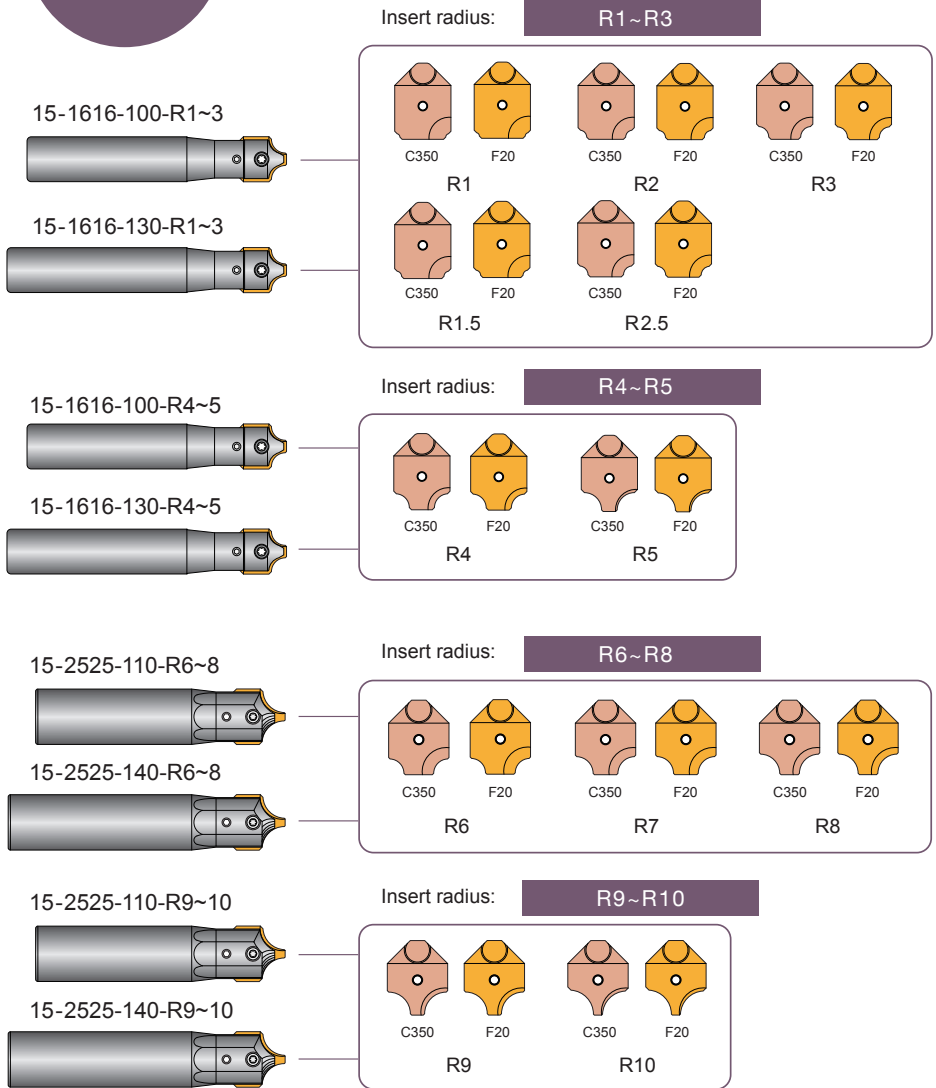 Insert radius: R1~R3
15-1616-100-R1~3
C350 F20 C350 F20 C350 F20
R1 R2 R3
15-1616-130-R1~3
C350 F20 C350 F20
R1.5 R2.5
Insert radius: R4~R5
15-1616-100-R4~5
15-1616-130-R4~5
C350 F20 C350 F20
R4 R5
Insert radius: R6~R8
15-2525-110-R6~8
15-2525-140-R6~8
C350 F20 C350 F20 C350 F20
R6 R7 R8
Insert radius: R9~R10
15-2525-110-R9~10
15-2525-140-R9~10
C350 F20 C350 F20
R9 R10